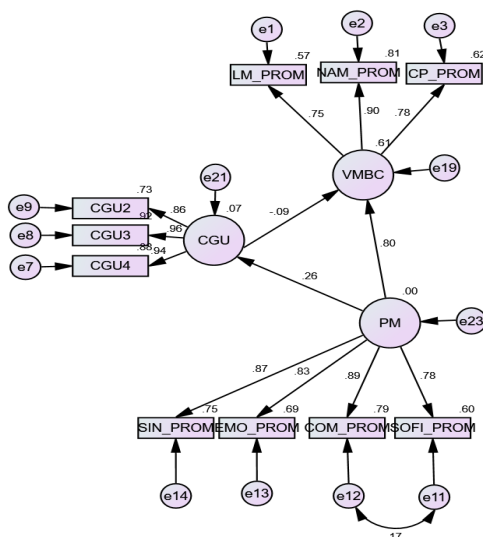 e1
e2
e3
.57
.81
.62
LM_PROM
NAM_PROM
CP_PROM
.75
.90
.78
.61
e21
VMBC
e19
.73
e9
CGU2
.86
.07
.92
-.09
e8
CGU3
.96
CGU
.88
e7
CGU4
.94
.80
.26
.00
PM
e23
.87
.83
.89
.78
.75
.69
.79
.60
SIN_PROM
EMO_PROM
COM_PROM
SOFI_PROM
e14
e13
e12
e11
.17